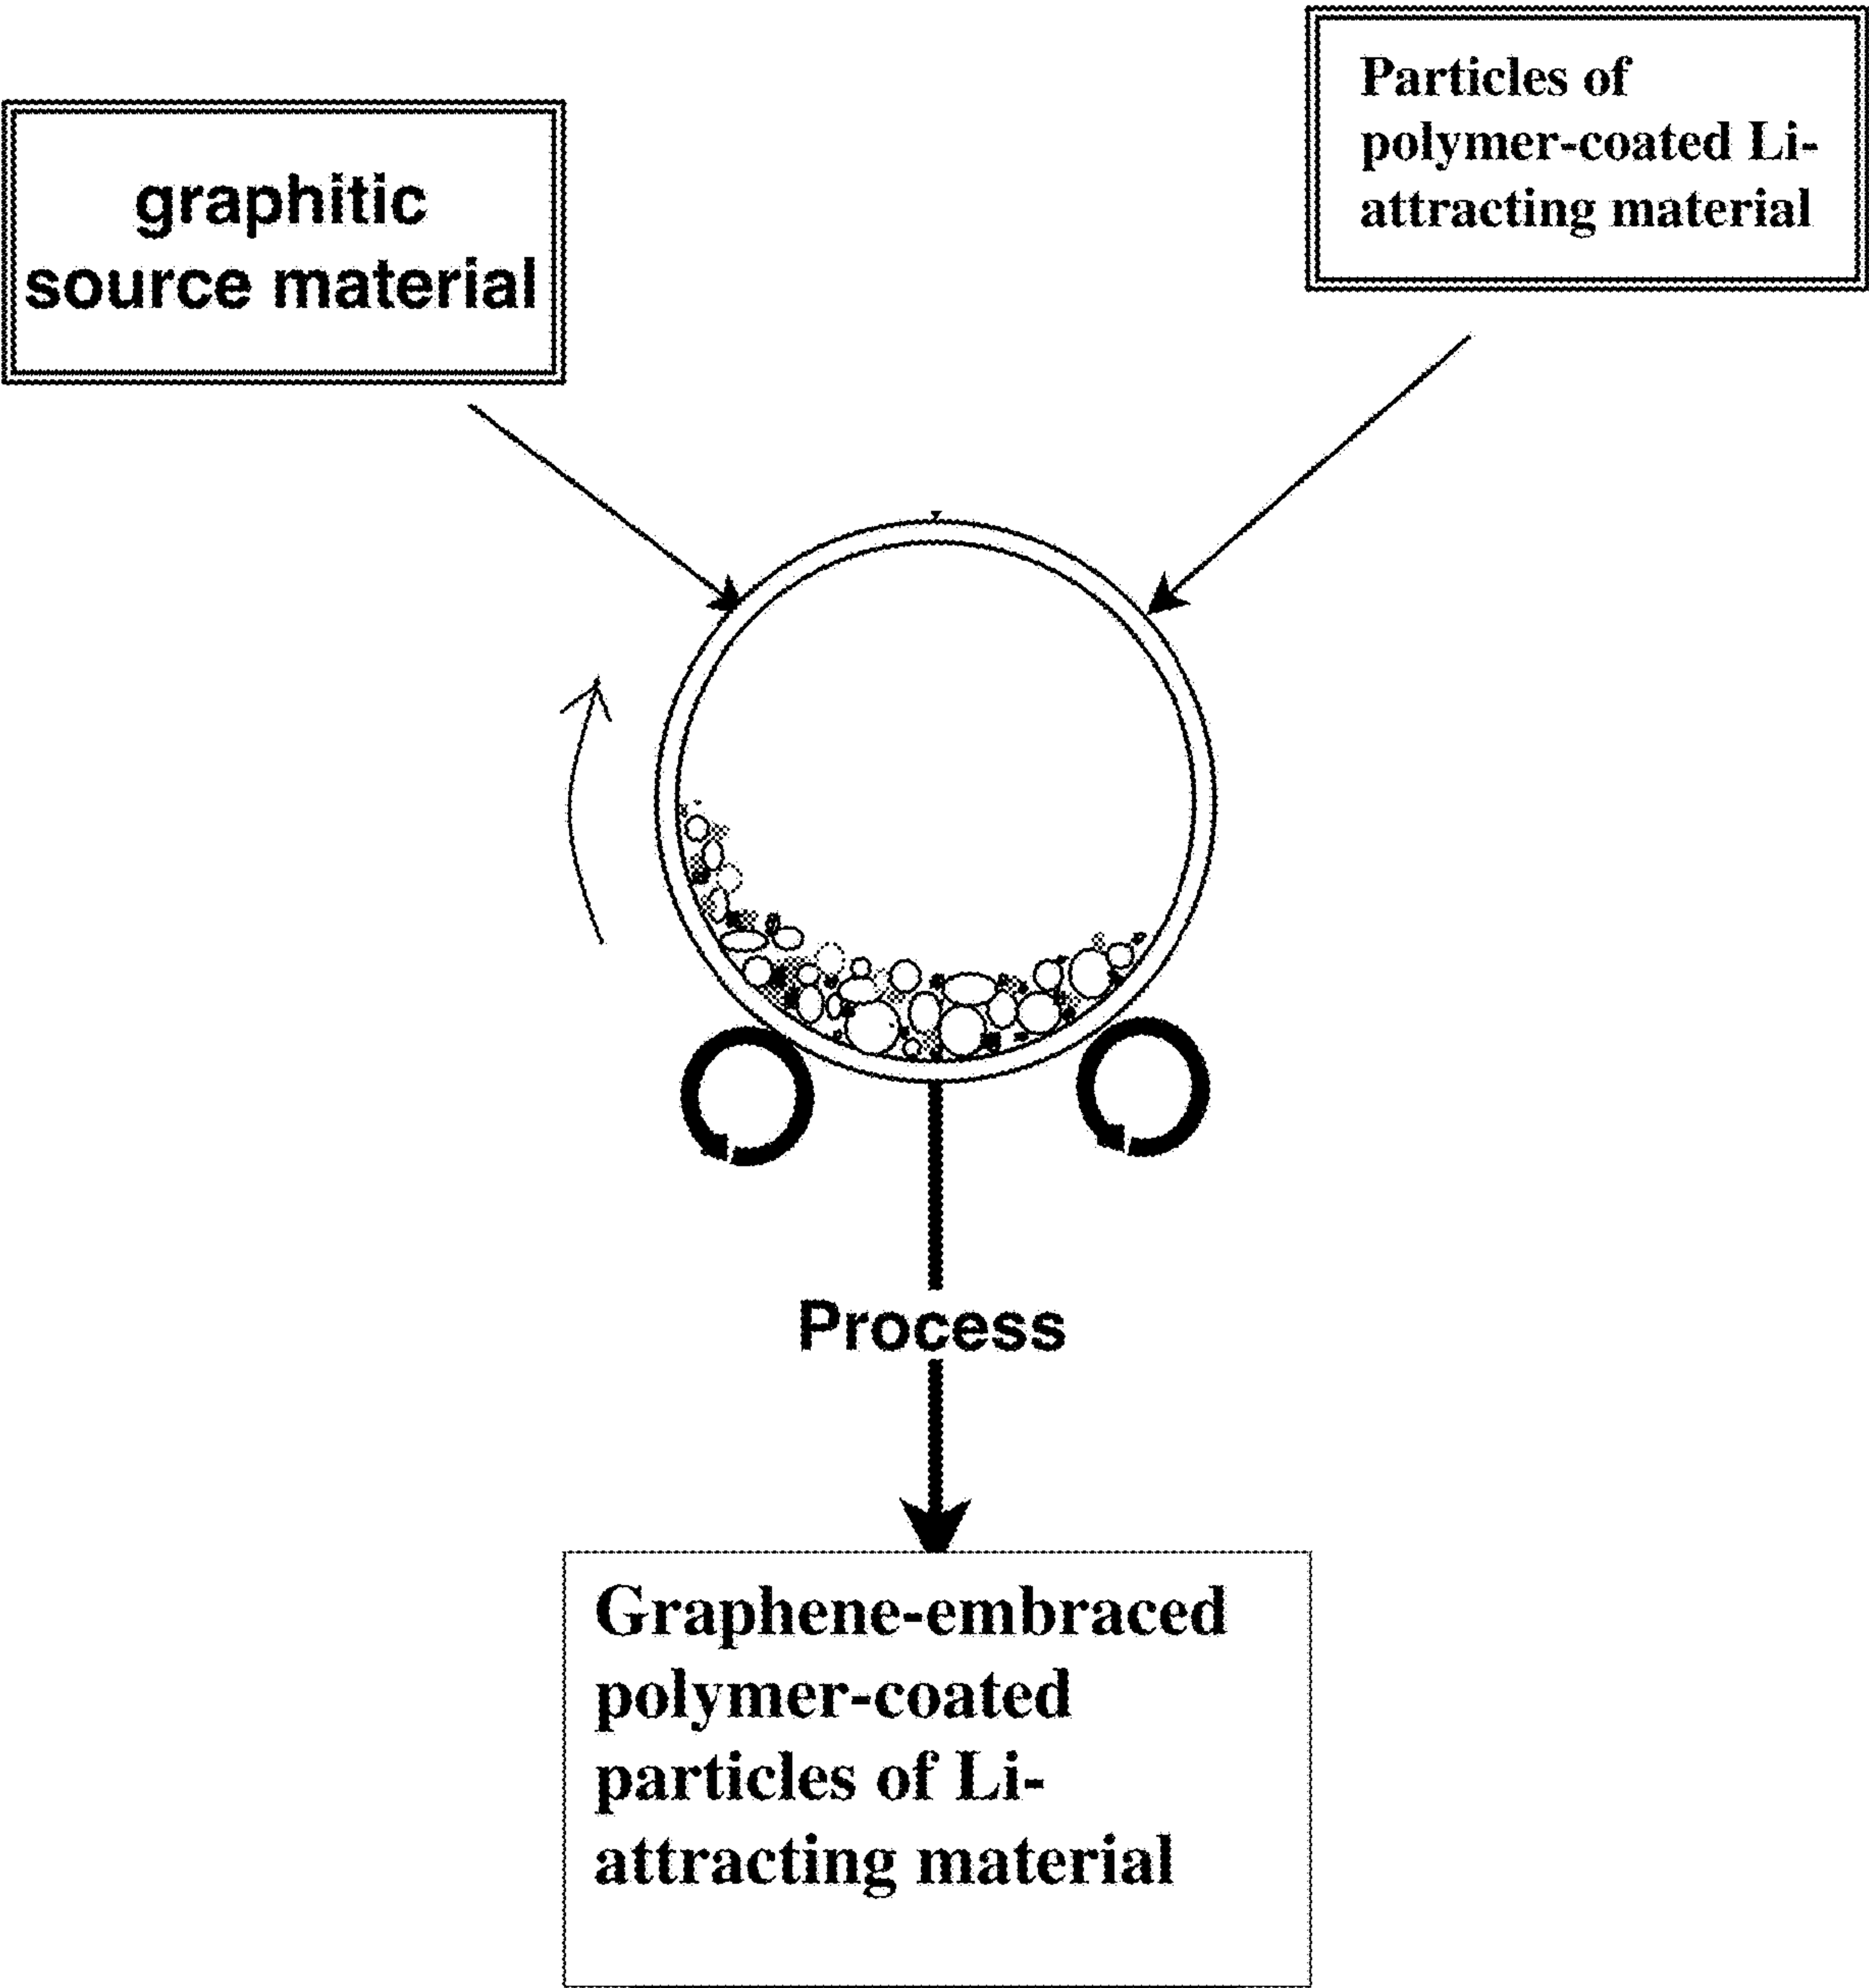 graphitic
source material
Particles of
polymer-coated Li-
attracting material
Process
Graphene-embraced
polymer-coated
particles of Li-
attracting material